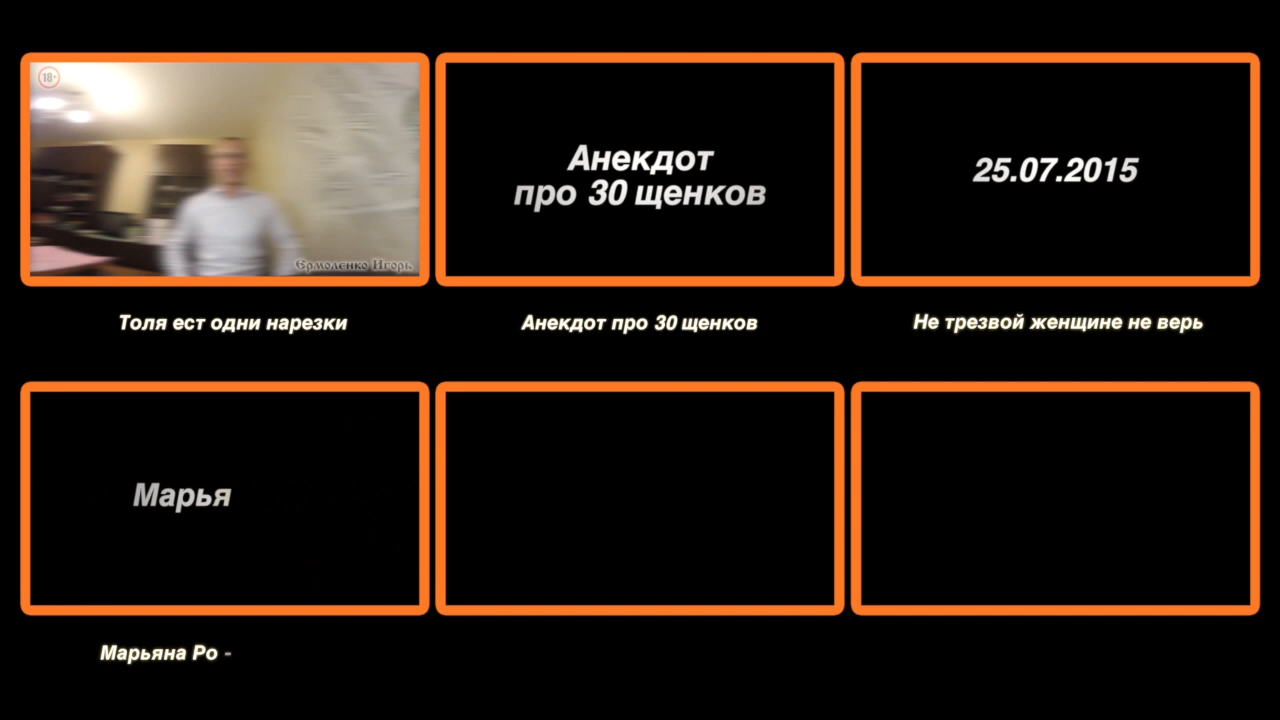 18+
Ермоленко Игорь
Анекдот
про 30 щенков
25.07.2015
Толя ест одни нарезки
Анекдот про 30 щенков
Не трезвой женщине не верь
Марья
Марьяна Ро -